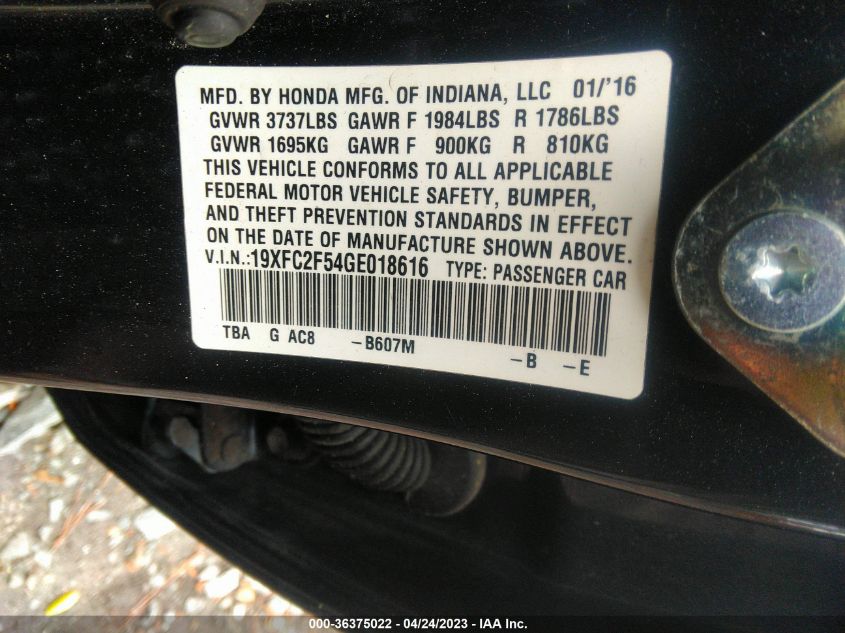 MFD. BY HONDA MFG. OF INDIANA, LLC 01/'16
GVWR 3737LBS GAWR F 1984LBS R 1786LBS
GVWR 1695KG GAWR F 900KG R 810KG
THIS VEHICLE CONFORMS TO ALL APPLICABLE
FEDERAL MOTOR VEHICLE SAFETY, BUMPER,
AND THEFT PREVENTION STANDARDS IN EFFECT
ON THE DATE OF MANUFACTURE SHOWN ABOVE.
V.I.N.:19XFC2F54GE018616 TYPE: PASSENGER CAR
TBA G AC8 -B607M -B -E
000-36375022 - 04/24/2023 - IAA Inc.